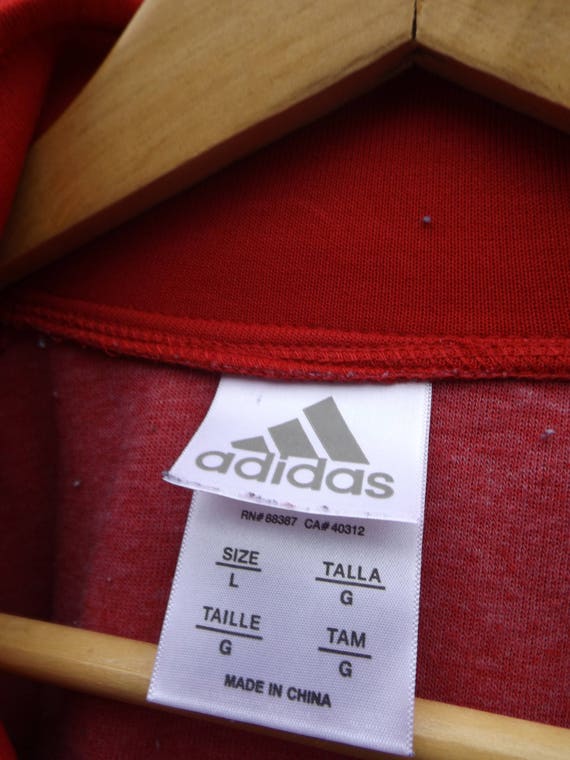 adidas
RN# 88387 CA# 40312
SIZE TALLA
L G
TAILLE TAM
G G
MADE IN CHINA